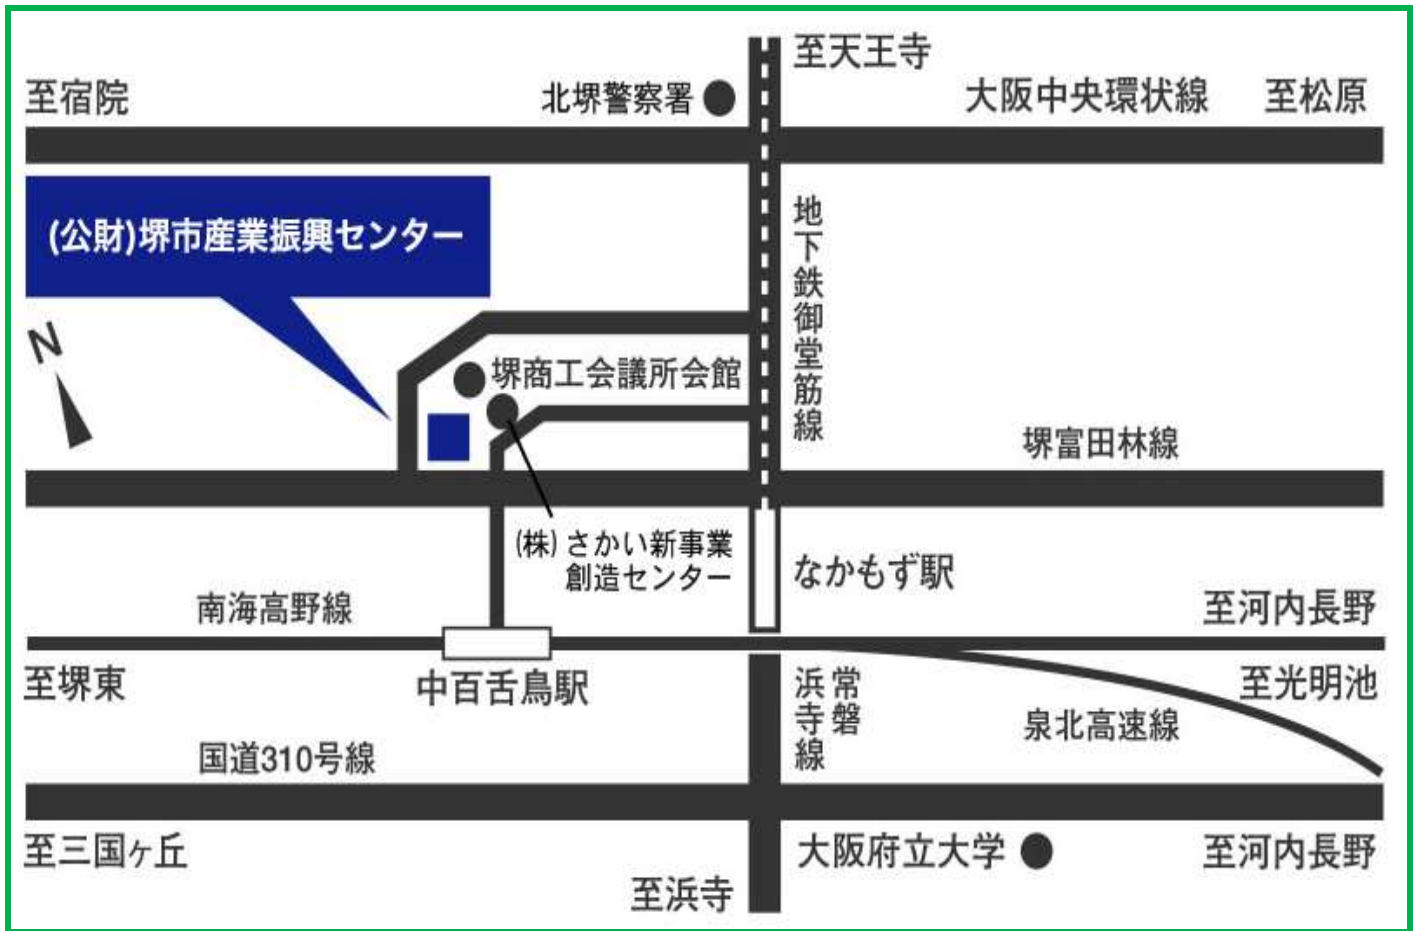 至天王寺
至宿院
北堺警察署
大阪中央環状線
至松原
(公財)堺市産業振興センター
地下鉄御堂筋線
N
堺商工会議所会館
堺富田林線
(株)さかい新事業
創造センター
なかもず駅
南海高野線
至河内長野
至堺東
中百舌鳥駅
常磐
浜寺線
至光明池
泉北高速線
国道310号線
至三国ヶ丘
大阪府立大学
至河内長野
至浜寺